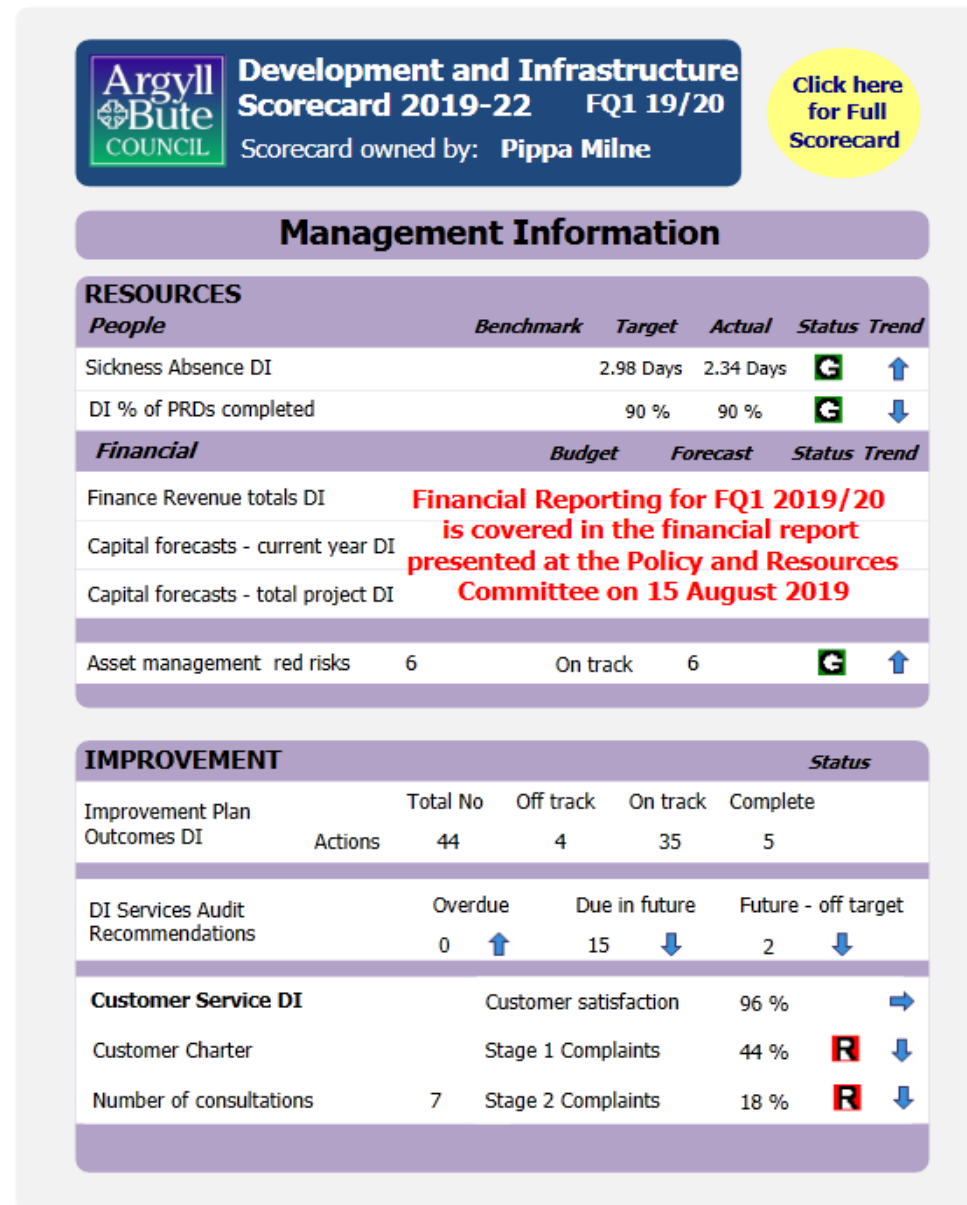 Argyll
Bute
COUNCIL
Development and Infrastructure
Scorecard 2019-22 FQ1 19/20
Scorecard owned by: Pippa Milne
Click here
for Full
Scorecard
Management Information
RESOURCES
People Benchmark Target Actual Status Trend
Sickness Absence DI 2.98 Days 2.34 Days G
DI % of PRDs completed 90 % 90 % G
Financial Budget Forecast Status Trend
Finance Revenue totals DI
Capital forecasts - current year DI
Capital forecasts - total project DI
Financial Reporting for FQ1 2019/20
is covered in the financial report
presented at the Policy and Resources
Committee on 15 August 2019
Asset management red risks 6 On track 6 G
IMPROVEMENT Status
Improvement Plan
Outcomes DI
Total No Off track On track Complete
Actions 44 4 35 5
DI Services Audit
Recommendations
Overdue Due in future Future - off target
0 15 2
Customer Service DI Customer satisfaction 96 %
Customer Charter Stage 1 Complaints 44 % R
Number of consultations 7 Stage 2 Complaints 18 % R